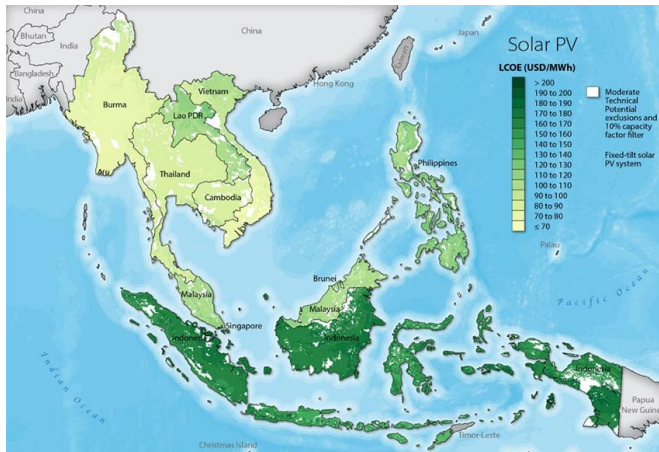 China
Bhutan
India
Bangladesh
India
China
Japan
Taiwan
Hong Kong
Burma
Vietnam
Lao PDR
Thailand
Cambodia
Philippines
Palau
Brunei
Malaysia
Malaysia
Singapore
Indonesia
Indonesia
Indonesia
Papua
New Guinea
Timor-Leste
Christmas Island
Indian Ocean
Pacific Ocean
Solar PV
LCOE (USD/MWh)
> 200
190 to 200
180 to 190
170 to 180
160 to 170
150 to 160
140 to 150
130 to 140
120 to 130
110 to 120
100 to 110
90 to 100
80 to 90
70 to 80
≤ 70
Moderate
Technical
Potential
exclusions and
10% capacity
factor filter
Fixed-tilt solar
PV system